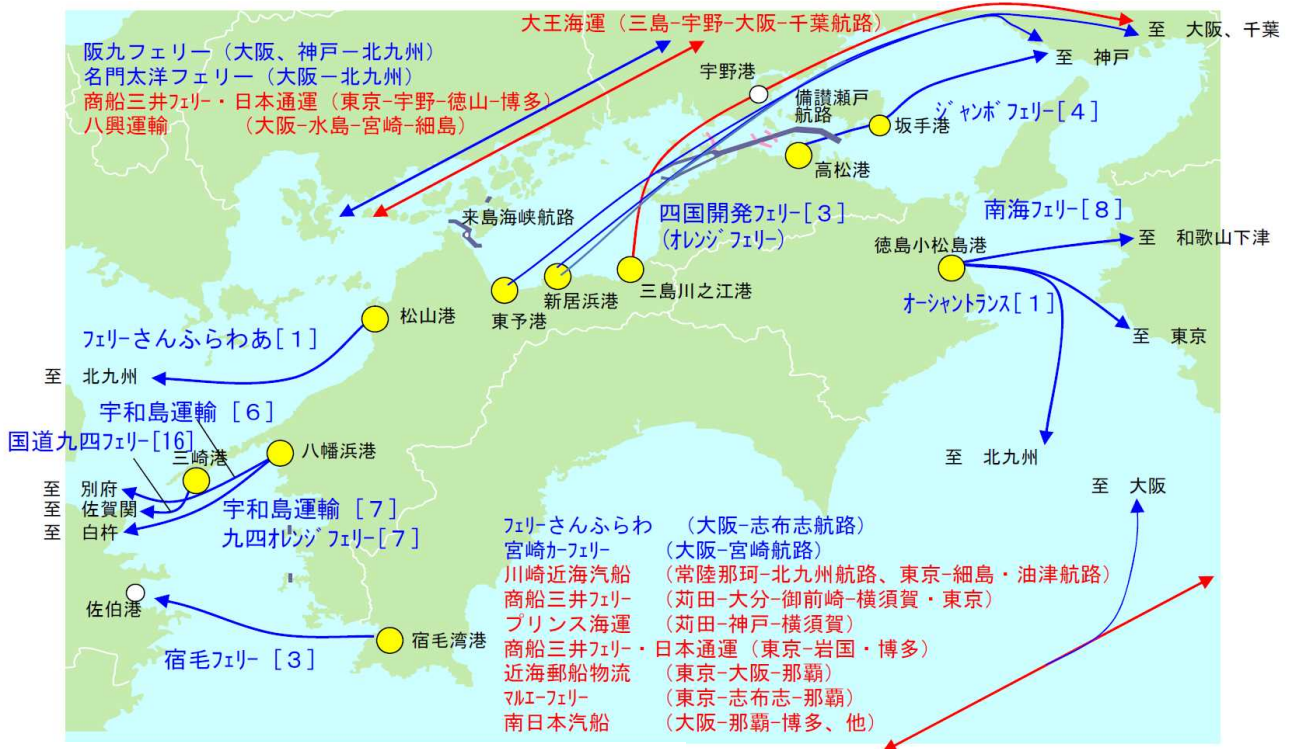 大王海運（三島-宇野-大阪-千葉航路）
至　大阪、千葉
阪九フェリー（大阪、神戸－北九州）
至　神戸
名門太洋フェリー（大阪－北九州）
宇野港
商船三井フェリー・日本通運（東京-宇野-徳山-博多）
備讃瀬戸
航路
八興運輸　　　（大阪-水島-宮崎-細島）
ジャンボフェリー[４]
坂手港
高松港
来島海峡航路
四国開発フェリー[３]
(オレンジフェリー)
南海フェリー[８]
徳島小松島港
至　和歌山下津
三島川之江港
新居浜港
東予港
オーシャントランス[１]
松山港
フェリーさんふらわあ[１]
至　東京
至　北九州
宇和島運輸 [６]
国道九四フェリー[16]
三崎港
八幡浜港
至　北九州
至　別府
至　佐賀関
至　白杵
宇和島運輸 [７]
九四オレンジフェリー[７]
至　大阪
フェリーさんふらわ　（大阪-志布志航路）
宮崎カーフェリー　（大阪-宮崎航路）
川崎近海汽船　（常陸那珂-北九州航路、東京-細島・油津航路）
商船三井フェリー　（苅田-大分-御前崎-横須賀・東京）
プリンス海運　（苅田-神戸-横須賀）
商船三井フェリー・日本通運（東京-岩国・博多）
近海郵船物流　（東京-大阪-那覇）
マルエーフェリー　（東京-志布志-那覇）
南日本汽船　（大阪-那覇-博多、他）
佐伯港
宿毛湾港
宿毛フェリー [３]